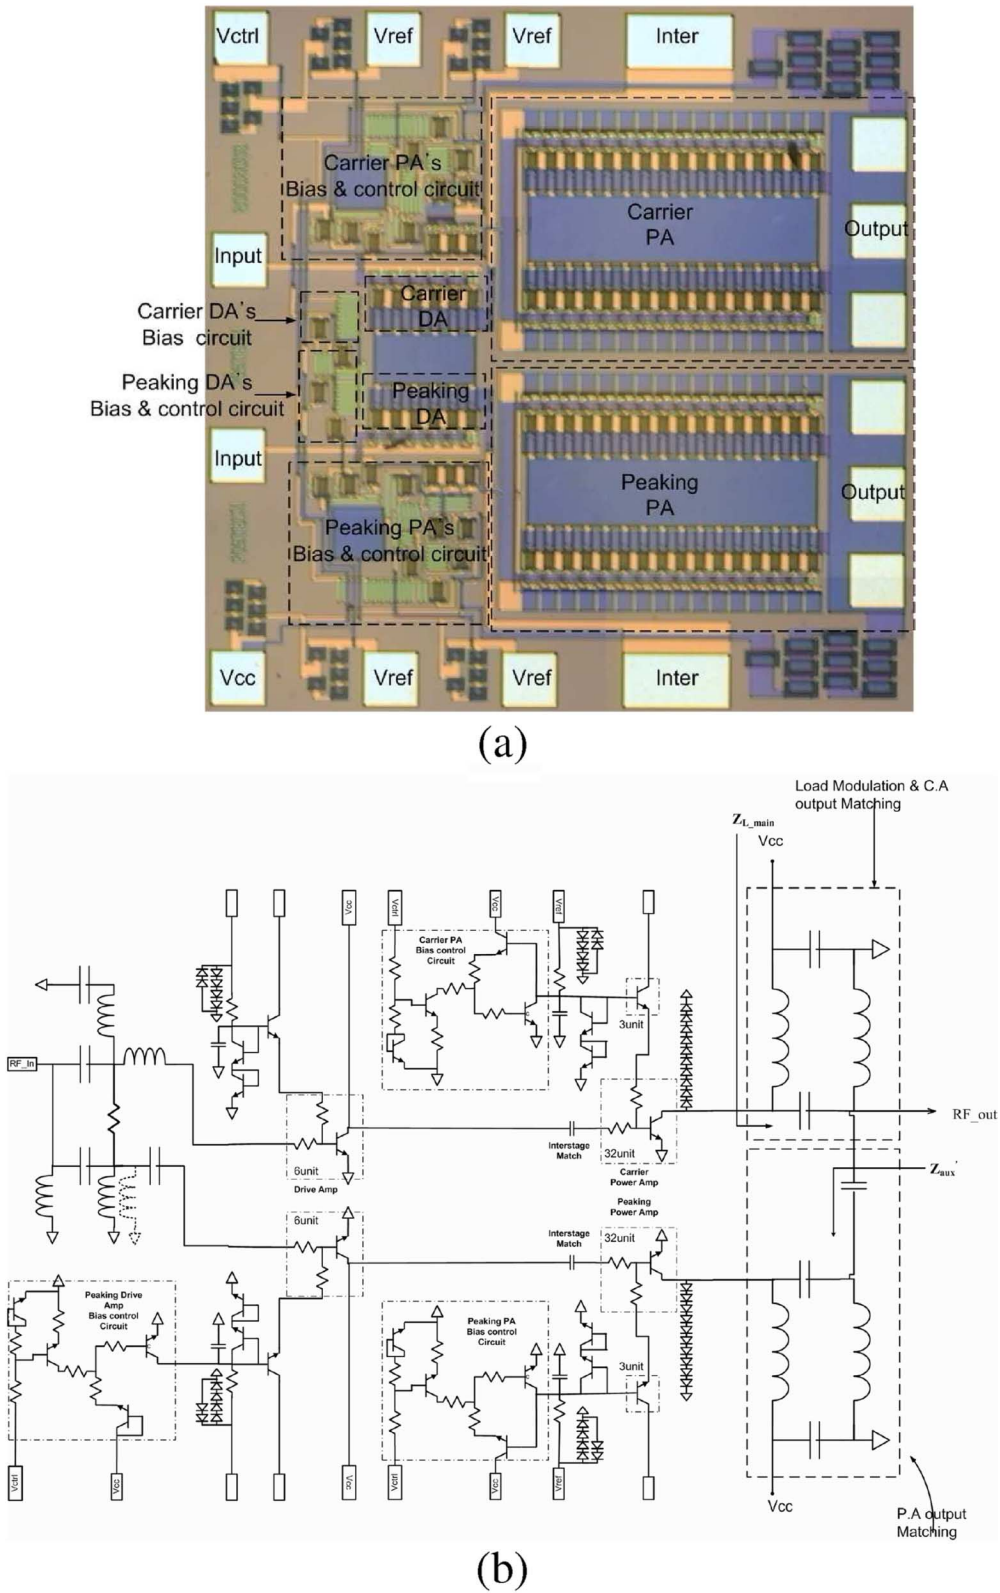 Vctrl
Vref
Vref
Inter
Carrier PA's
Bias & control circuit
Carrier
PA
Output
Input
Carrier
DA
Carrier DA's
Bias circuit
Peaking DA's
Bias & control circuit
Peaking
DA
Input
Peaking
PA
Output
Peaking PA's
Bias & control circuit
Vcc
Vref
Vref
Inter
(a)
Load Modulation & C.A
output Matching
Z_L_main
Vcc
Vcc
Vctrl
Vcc
Vref
Carrier PA
Bias control
Circuit
3unit
RF_In
RF_out
6unit
Drive Amp
Interstage
Match
32unit
Carrier
Power Amp
Z_aux'
6unit
Peaking
Power Amp
Interstage
Match
32unit
Peaking Drive
Amp
Bias control
Circuit
Peaking PA
Bias control
Circuit
3unit
Vctrl
Vcc
Vcc
Vctrl
Vcc
Vref
Vcc
P.A output
Matching
(b)